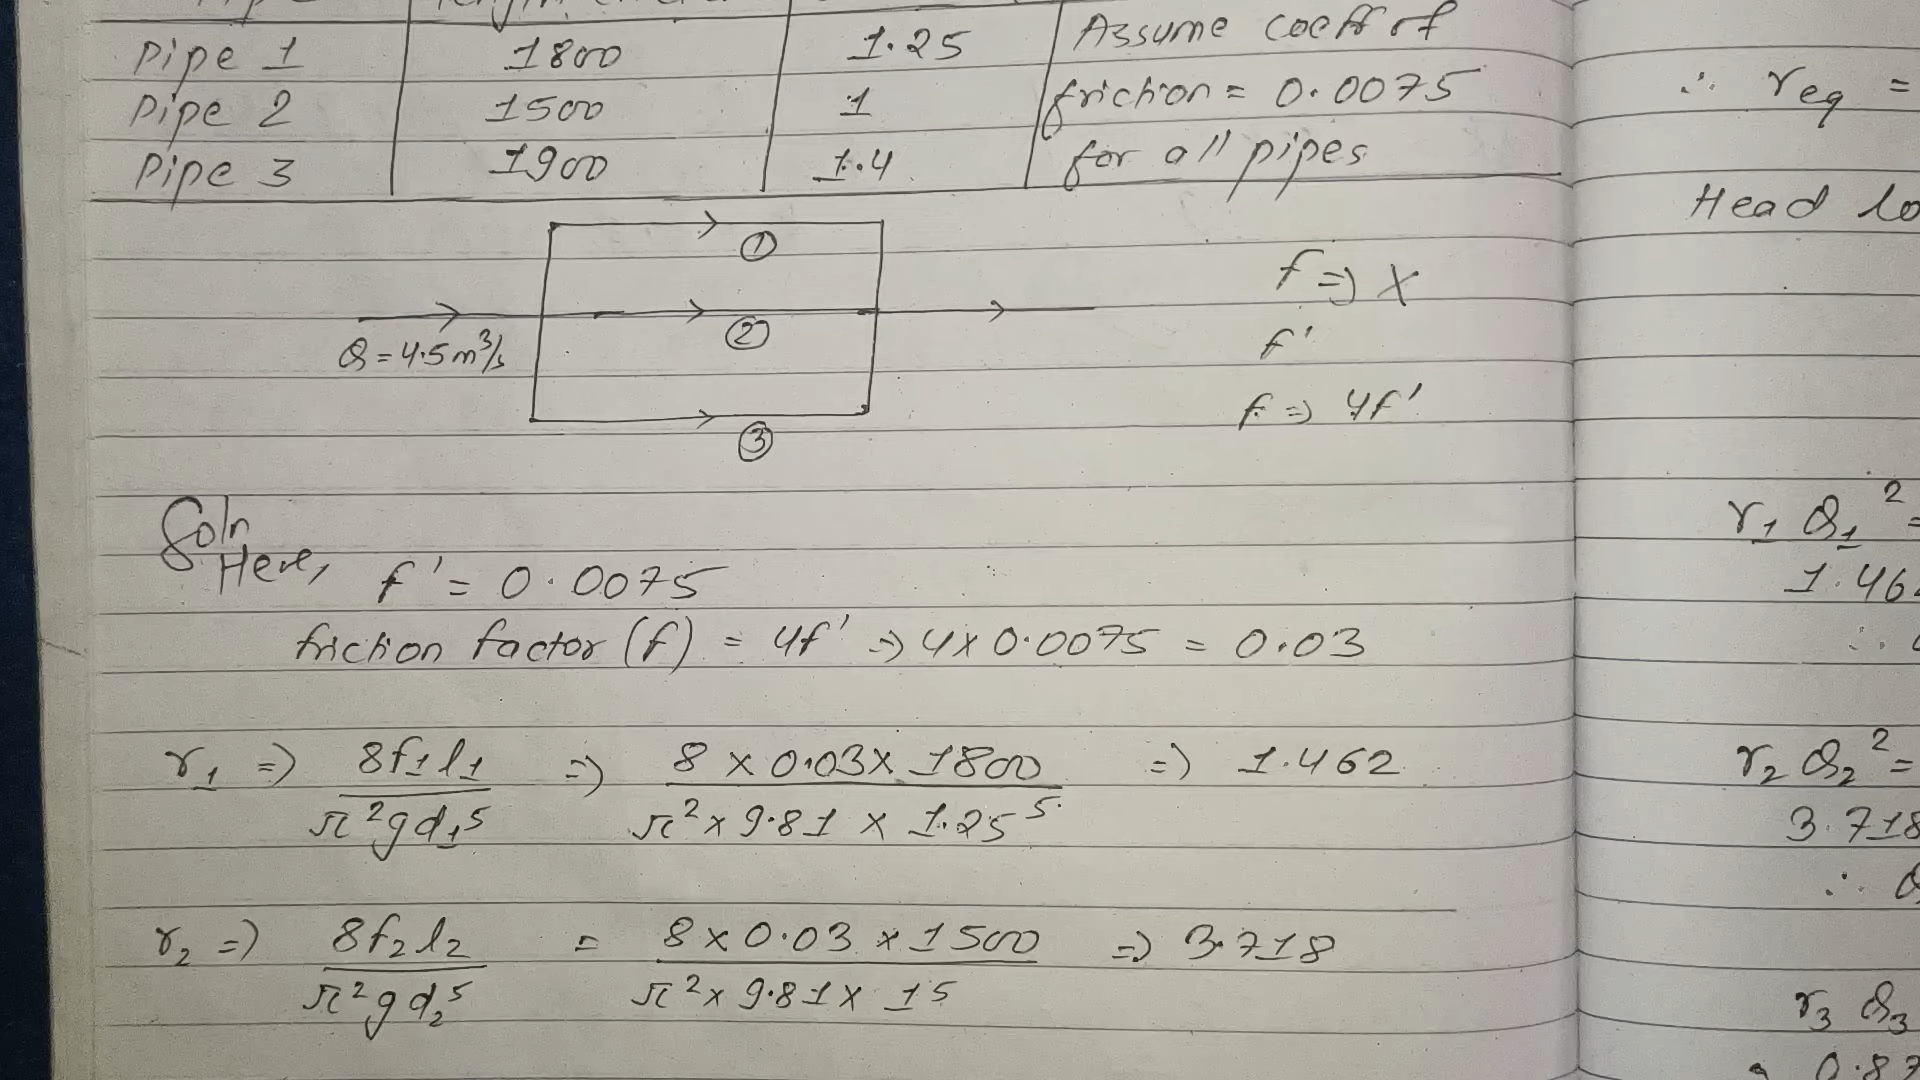 Pipe 1 1800 1.25 Assume coeff of
Pipe 2 1500 1 friction = 0.0075
Pipe 3 1900 1.4 for all pipes
①
②
Q = 4.5 m³/s
③
f => X
f'
f => 4f'
Soln
Here, f' = 0.0075
friction factor (f) = 4f' => 4 x 0.0075 = 0.03
r₁ => 8f₁l₁ / π²gd₁⁵ => 8 x 0.03 x 1800 / π² x 9.81 x 1.25⁵ => 1.462
r₂ => 8f₂l₂ / π²gd₂⁵ = 8 x 0.03 x 1500 / π² x 9.81 x 1⁵ => 3.718
∴ req =
Head
r₁ Q₁² =
1.46
r₂ Q₂² =
3.718
∴
r₃ Q₃